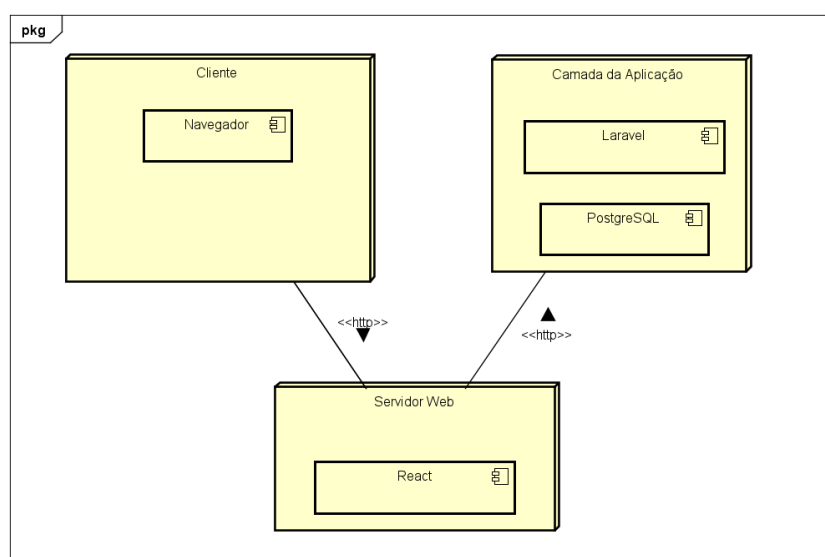 pkg
Cliente
Navegador
Camada da Aplicação
Laravel
PostgreSQL
<<http>>
<<http>>
Servidor Web
React